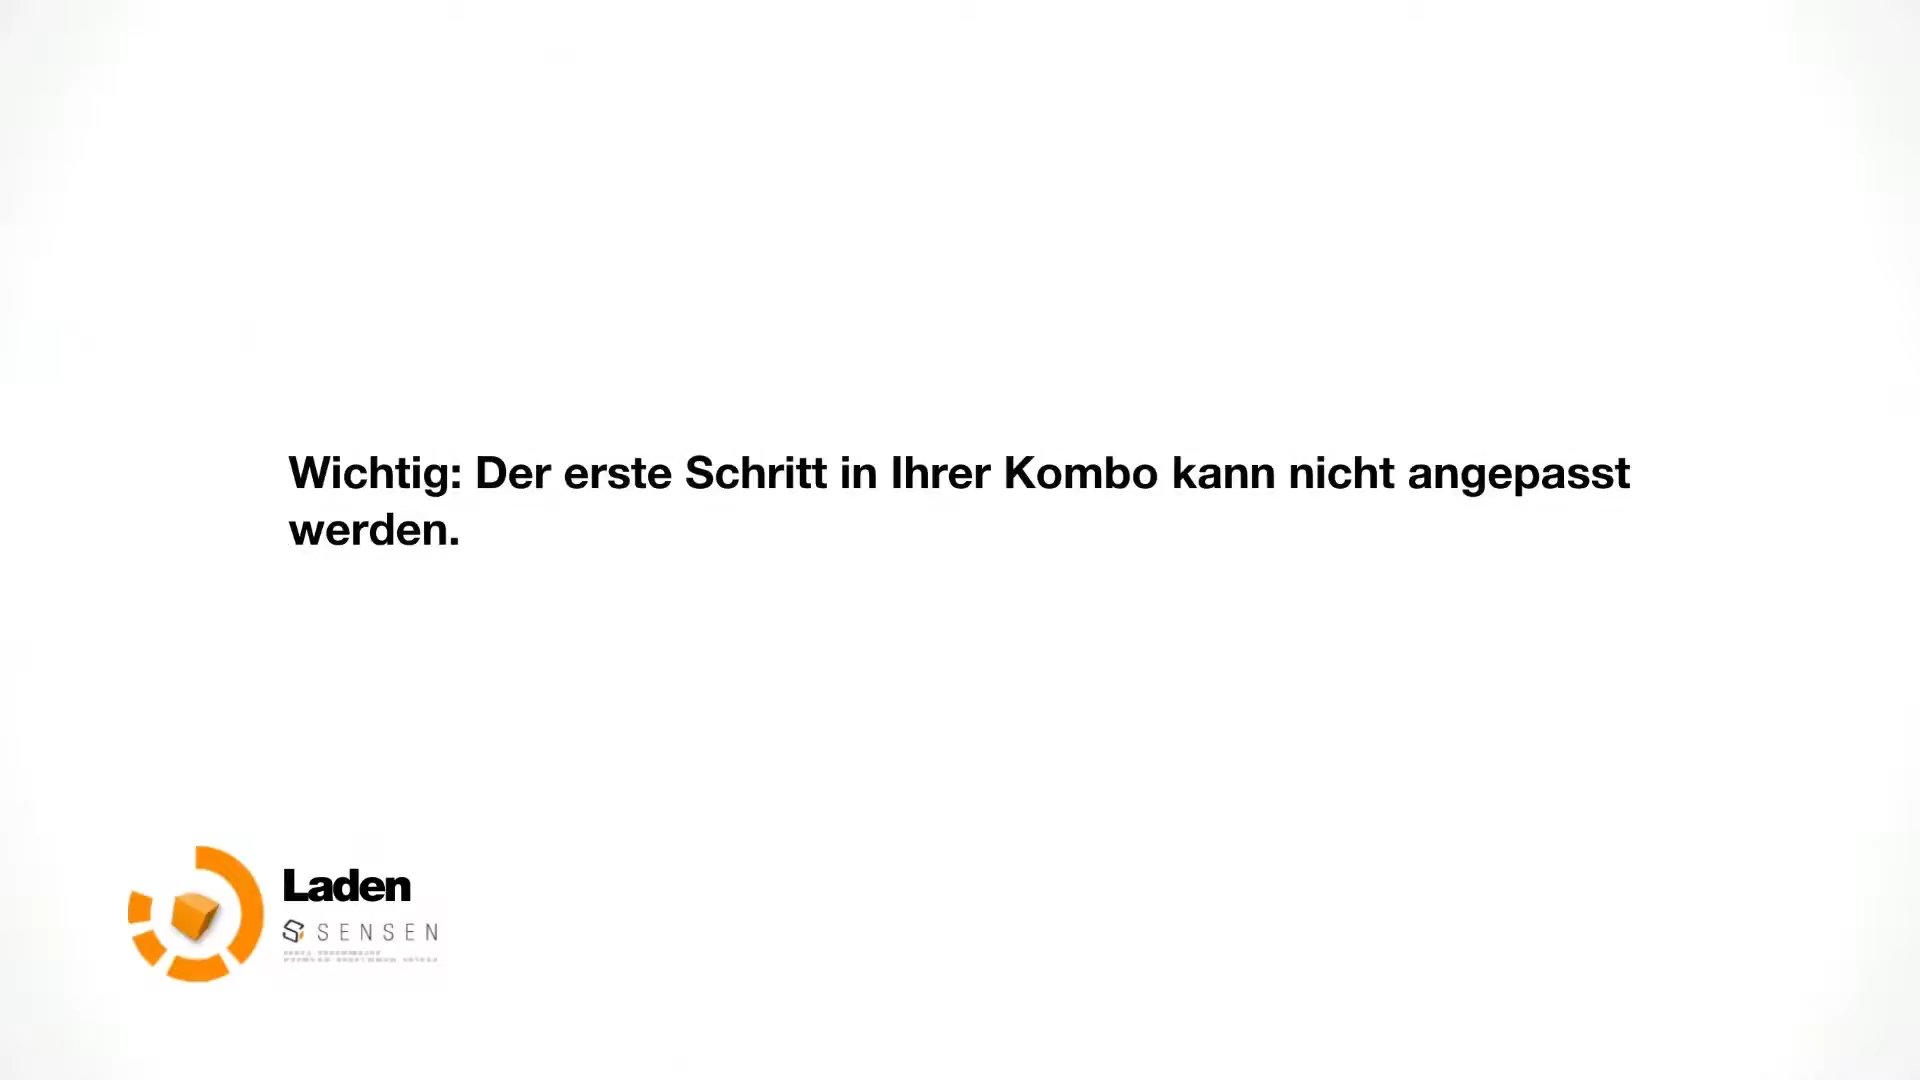 Wichtig: Der erste Schritt in Ihrer Kombo kann nicht angepasst
werden.
Laden
SENSEN